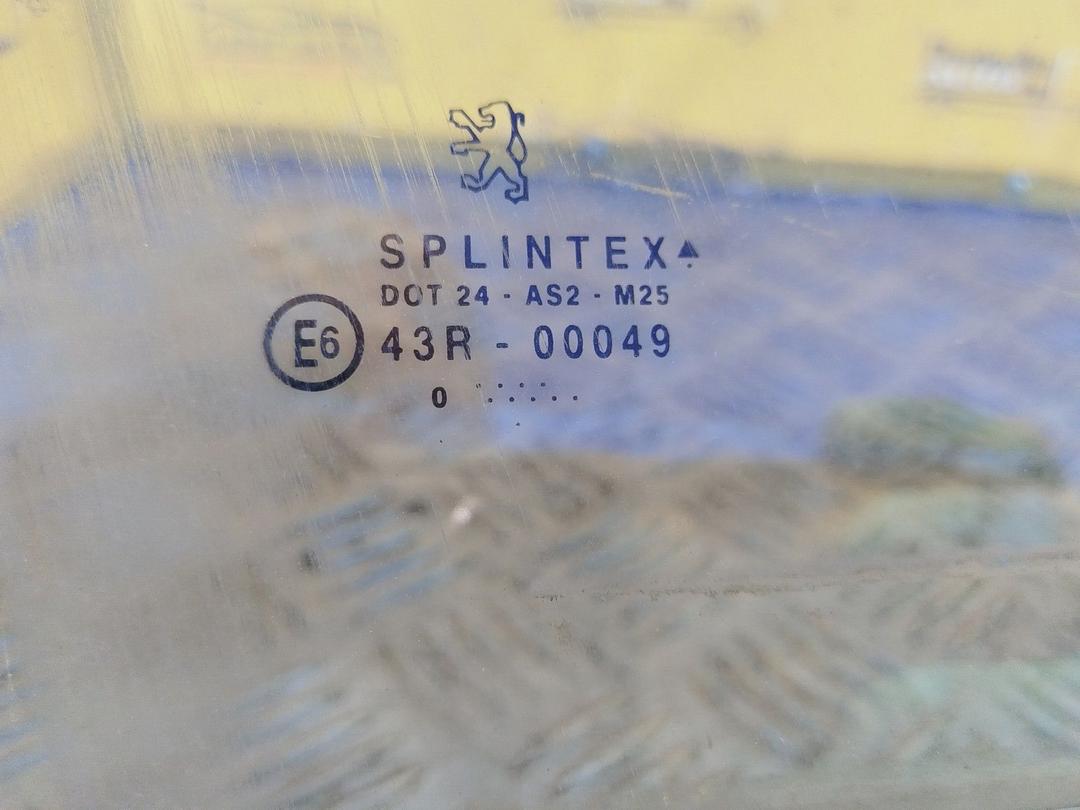 SPLINTEX
DOT 24 - AS2 - M25
E6 43R - 00049
0